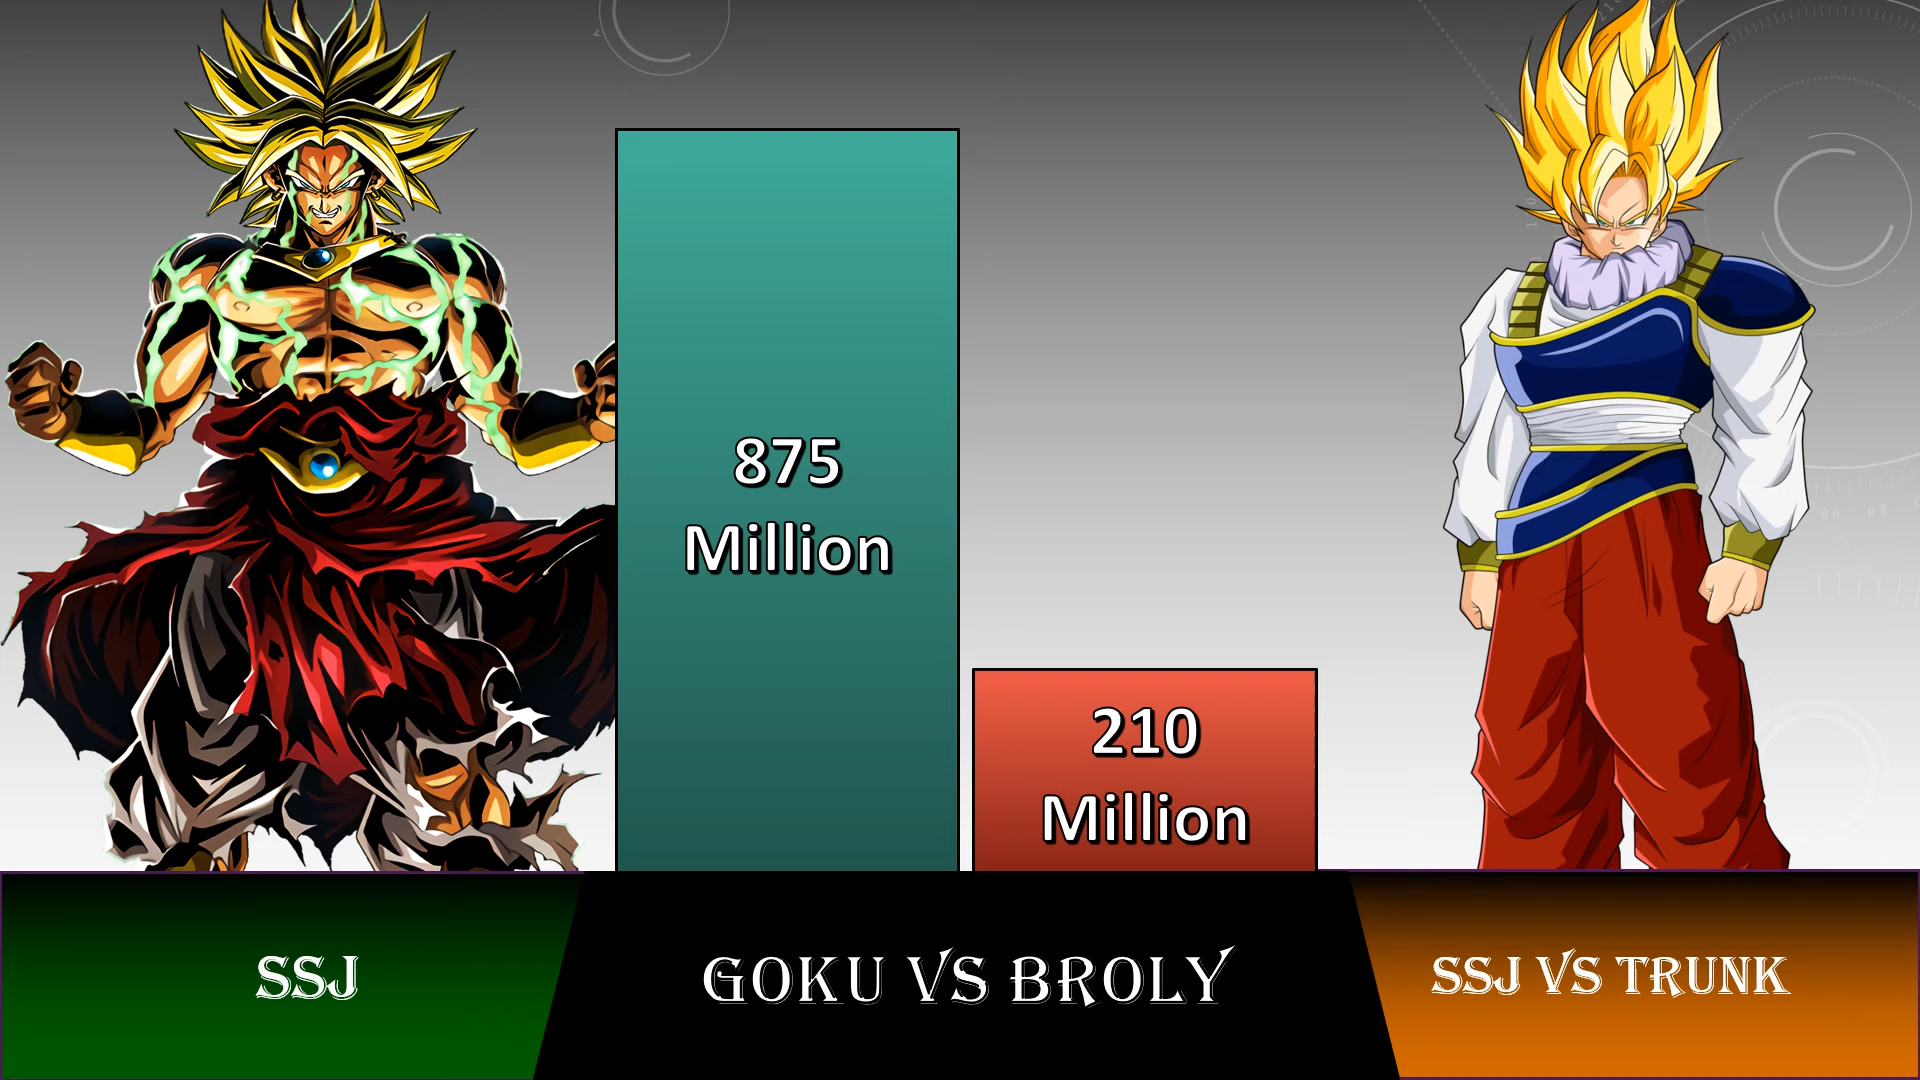 875
Million
210
Million
SSJ
GOKU VS BROLY
SSJ VS TRUNK